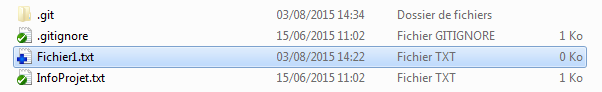 .git 03/08/2015 14:34 Dossier de fichiers
.gitignore 15/06/2015 11:02 Fichier GITIGNORE 1 Ko
Fichier1.txt 03/08/2015 14:22 Fichier TXT 0 Ko
InfoProjet.txt 15/06/2015 11:02 Fichier TXT 1 Ko